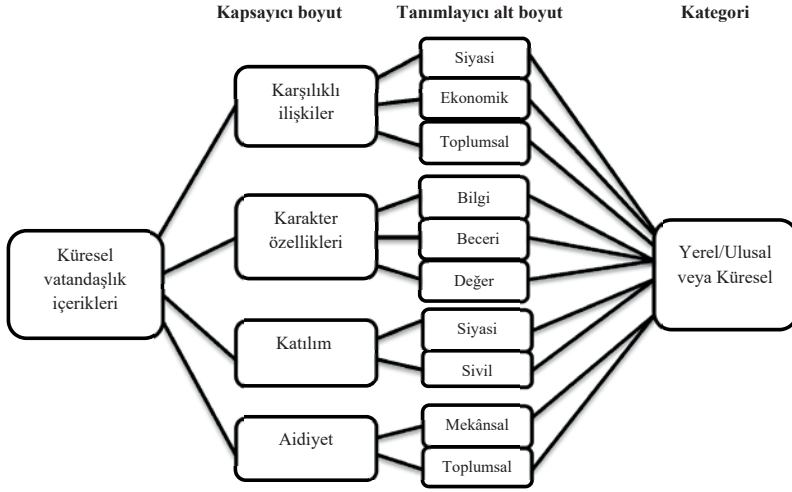 Kapsayıcı boyut
Tanımlayıcı alt boyut
Kategori
Küresel
vatandaşlık
içerikleri
Karşılıklı
ilişkiler
Siyasi
Ekonomik
Toplumsal
Karakter
özellikleri
Bilgi
Beceri
Değer
Katılım
Siyasi
Sivil
Aidiyet
Mekânsal
Toplumsal
Yerel/Ulusal
veya Küresel